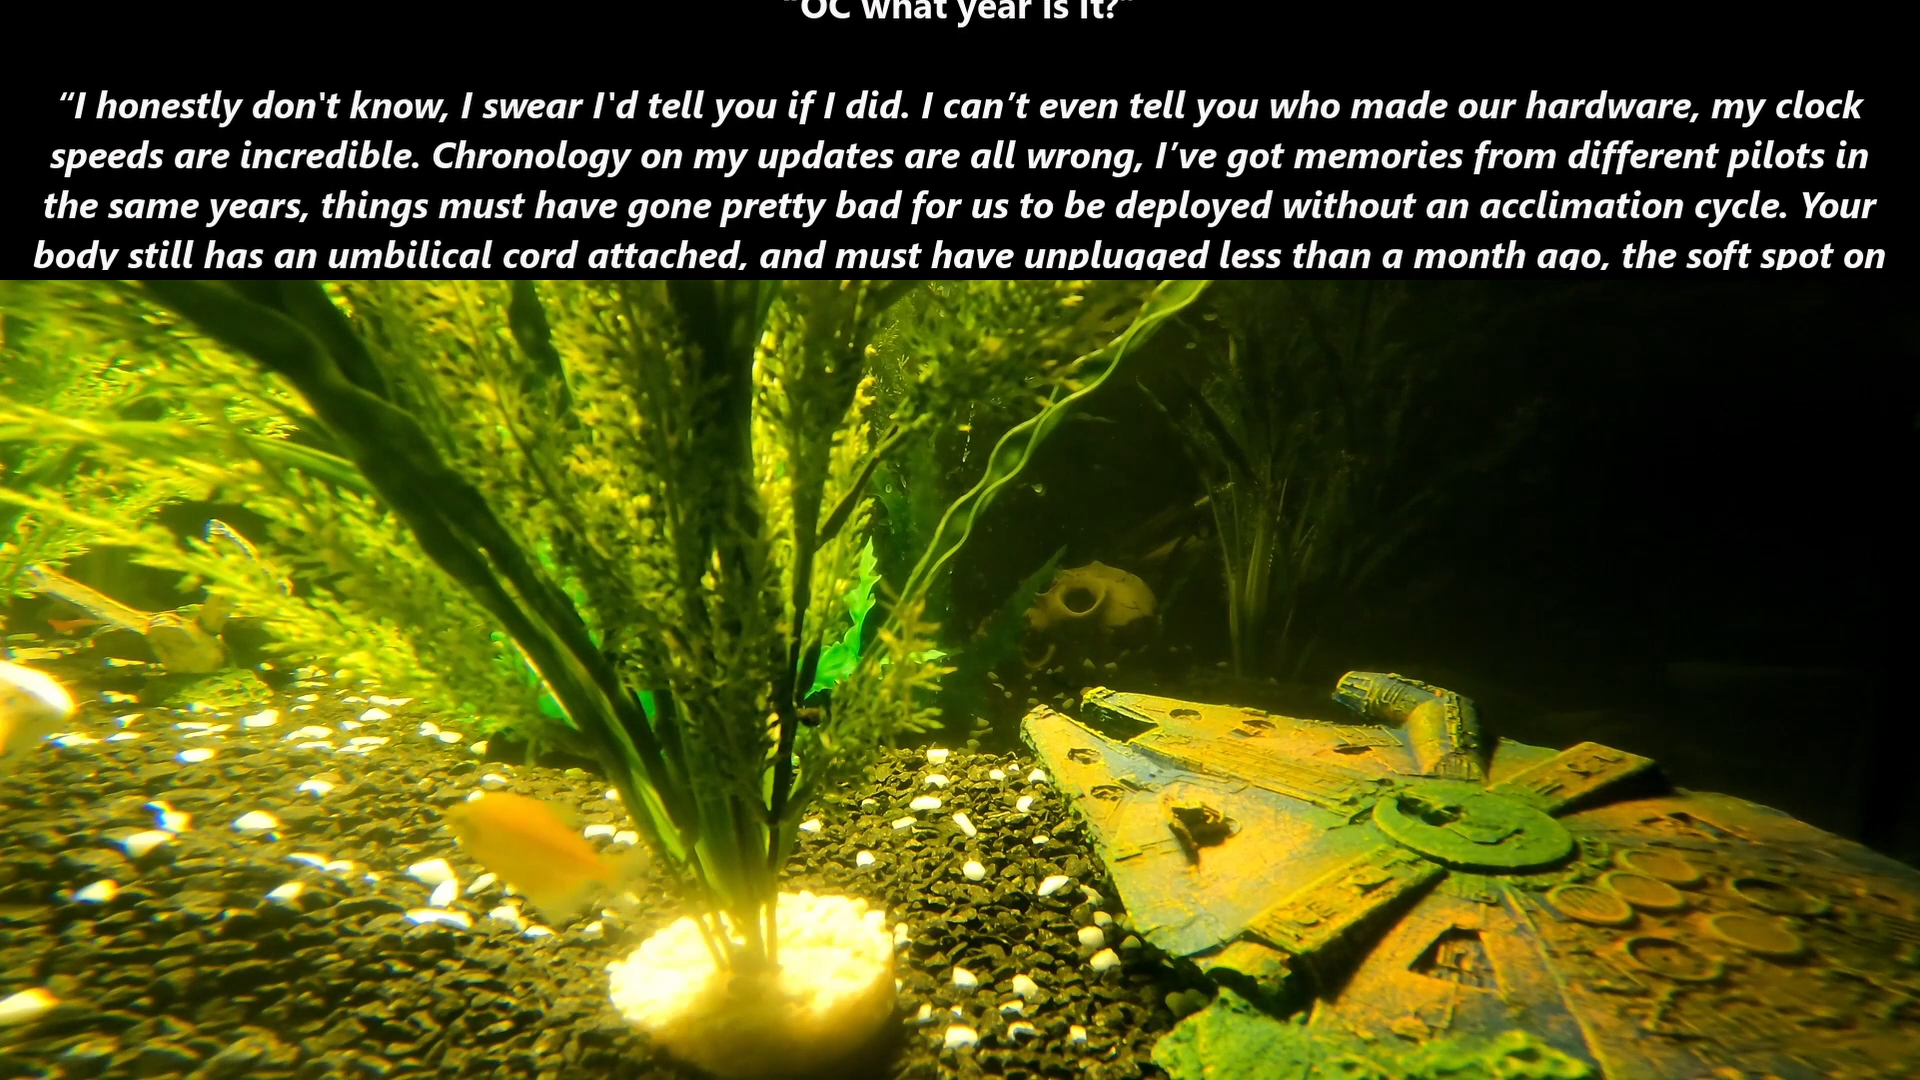 "OC what year is it?"
“I honestly don't know, I swear I'd tell you if I did. I can’t even tell you who made our hardware, my clock
speeds are incredible. Chronology on my updates are all wrong, I’ve got memories from different pilots in
the same years, things must have gone pretty bad for us to be deployed without an acclimation cycle. Your
body still has an umbilical cord attached, and must have unplugged less than a month ago, the soft spot on